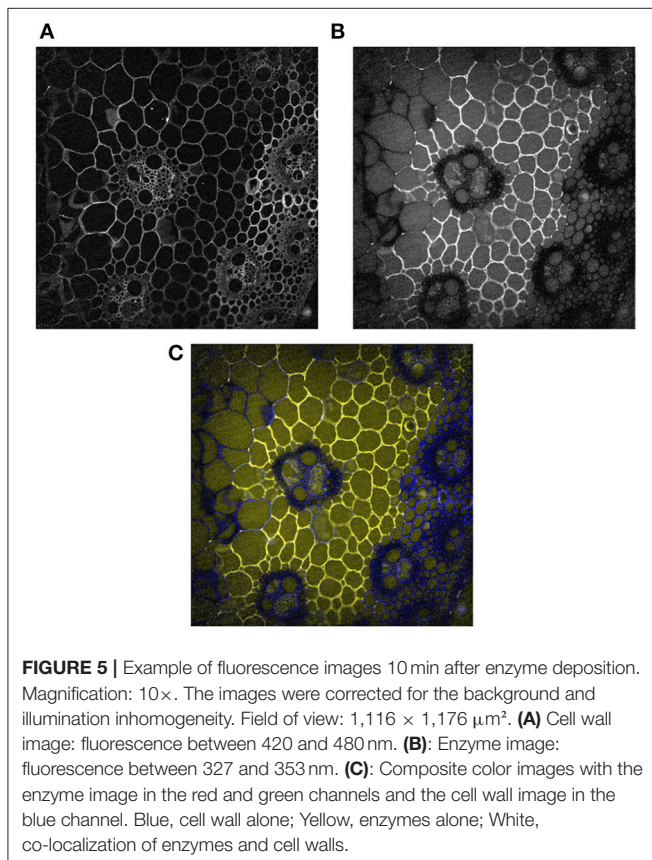 A
B
C
FIGURE 5 | Example of fluorescence images 10 min after enzyme deposition.
Magnification: 10×. The images were corrected for the background and
illumination inhomogeneity. Field of view: 1,116 × 1,176 μm². (A) Cell wall
image: fluorescence between 420 and 480 nm. (B): Enzyme image:
fluorescence between 327 and 353 nm. (C): Composite color images with the
enzyme image in the red and green channels and the cell wall image in the
blue channel. Blue, cell wall alone; Yellow, enzymes alone; White,
co-localization of enzymes and cell walls.